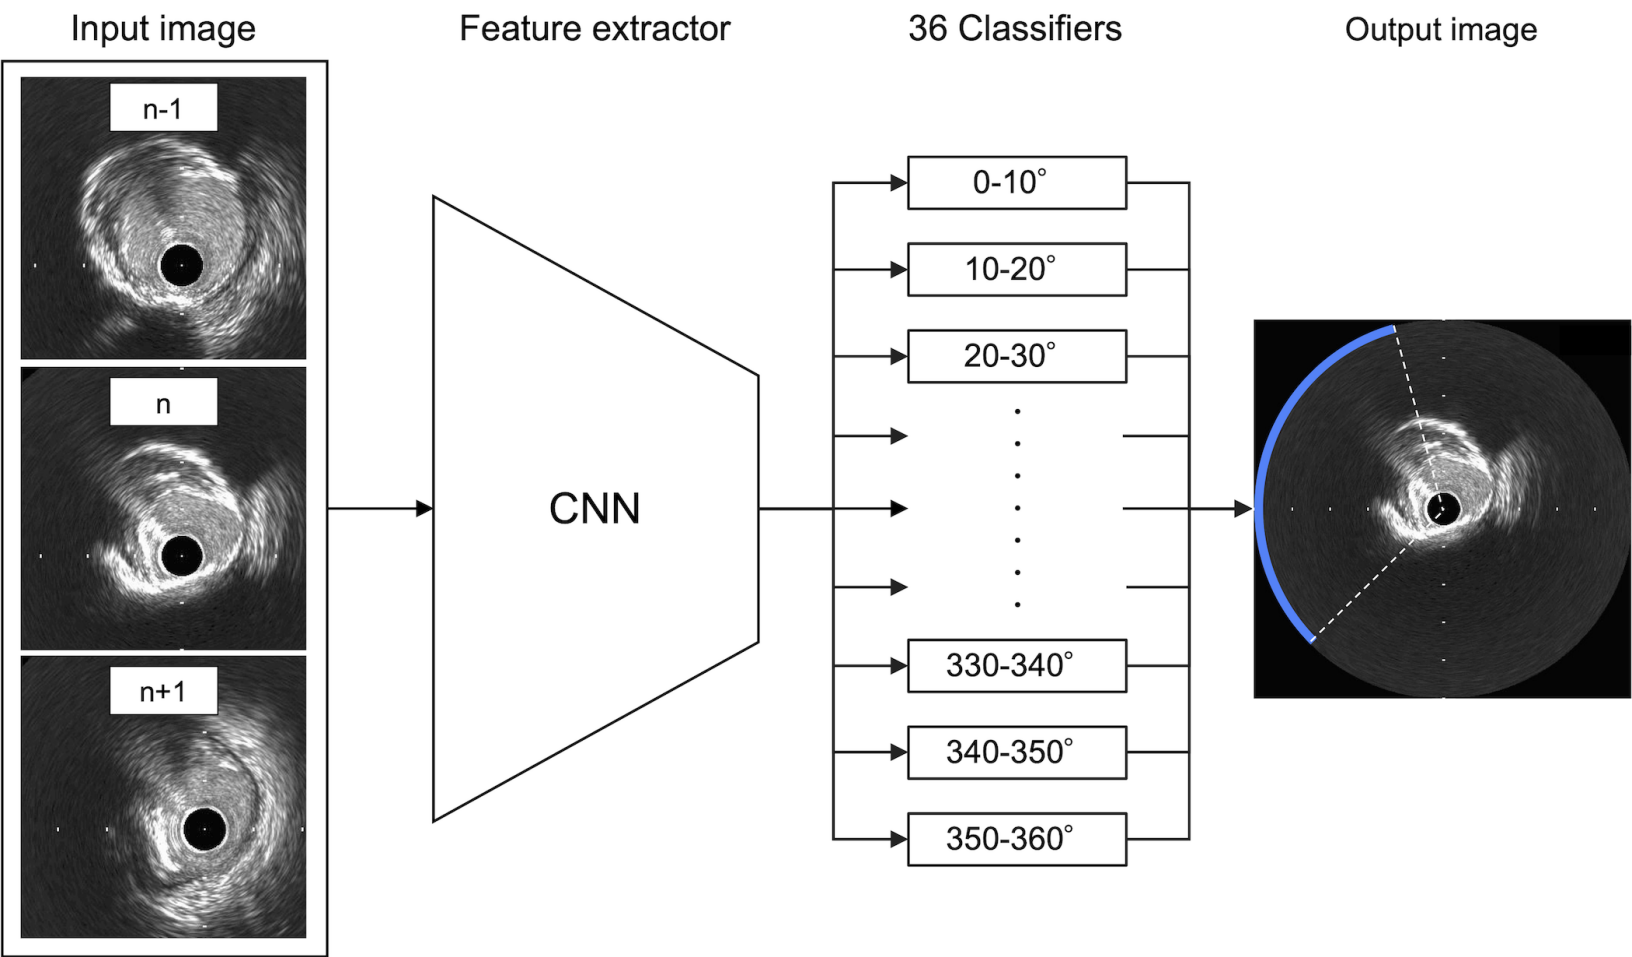 Input image
Feature extractor
36 Classifiers
Output image
n-1
n
n+1
CNN
0-10°
10-20°
20-30°
330-340°
340-350°
350-360°